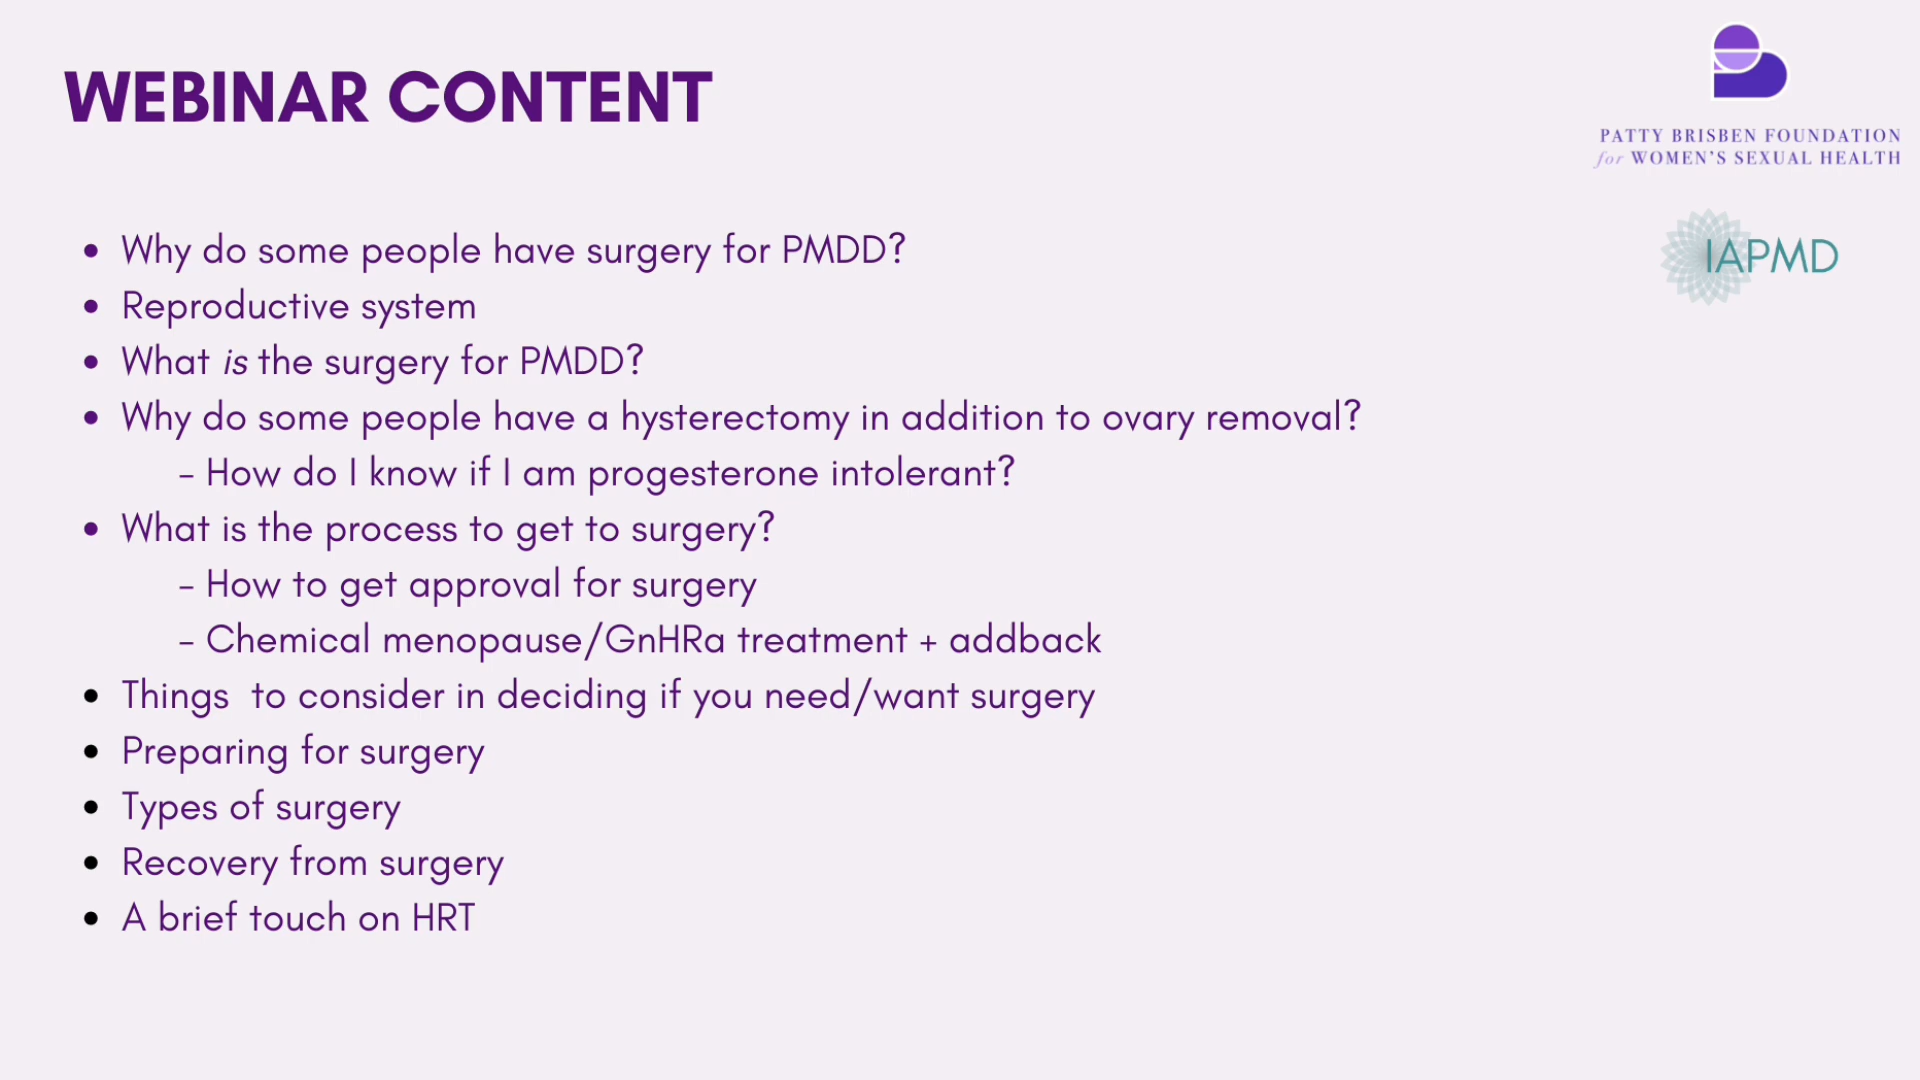 WEBINAR CONTENT
PATTY BRISBEN FOUNDATION
for WOMEN'S SEXUAL HEALTH
IAPMD
• Why do some people have surgery for PMDD?
• Reproductive system
• What is the surgery for PMDD?
• Why do some people have a hysterectomy in addition to ovary removal?
- How do I know if I am progesterone intolerant?
• What is the process to get to surgery?
- How to get approval for surgery
- Chemical menopause/GnHRa treatment + addback
• Things  to consider in deciding if you need/want surgery
• Preparing for surgery
• Types of surgery
• Recovery from surgery
• A brief touch on HRT